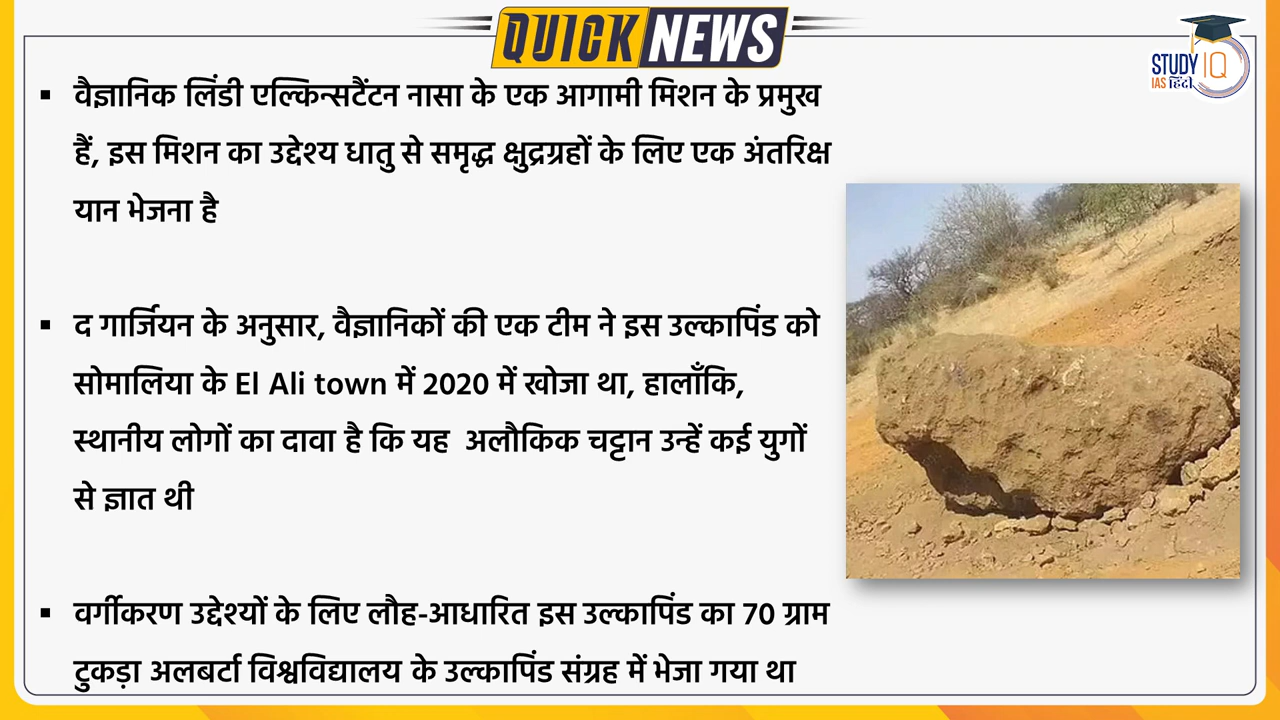 QUICK NEWS
STUDY IQ
IAS हिंदी
▪ वैज्ञानिक लिंडी एल्किन्सटैंटन नासा के एक आगामी मिशन के प्रमुख
हैं, इस मिशन का उद्देश्य धातु से समृद्ध क्षुद्रग्रहों के लिए एक अंतरिक्ष
यान भेजना है
▪ द गार्जियन के अनुसार, वैज्ञानिकों की एक टीम ने इस उल्कापिंड को
सोमालिया के El Ali town में 2020 में खोजा था, हालाँकि,
स्थानीय लोगों का दावा है कि यह अलौकिक चट्टान उन्हें कई युगों
से ज्ञात थी
▪ वर्गीकरण उद्देश्यों के लिए लौह-आधारित इस उल्कापिंड का 70 ग्राम
टुकड़ा अलबर्टा विश्वविद्यालय के उल्कापिंड संग्रह में भेजा गया था